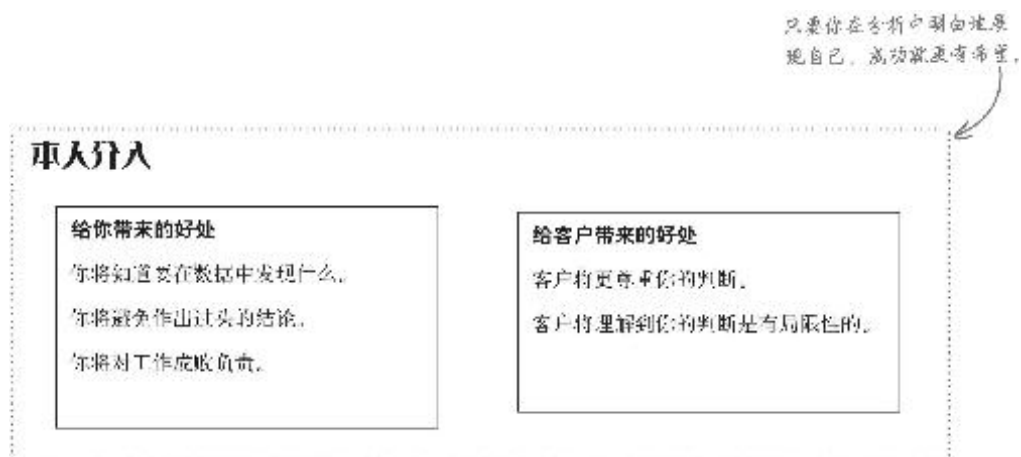 只要你在分析中明白地展
现自己，成功就更有希望。
本人介入
给你带来的好处
你将知道要在数据中发现什么。
你将避免作出过头的结论。
你将对工作成败负责。
给客户带来的好处
客户将更尊重你的判断。
客户将理解到你的判断是有局限性的。